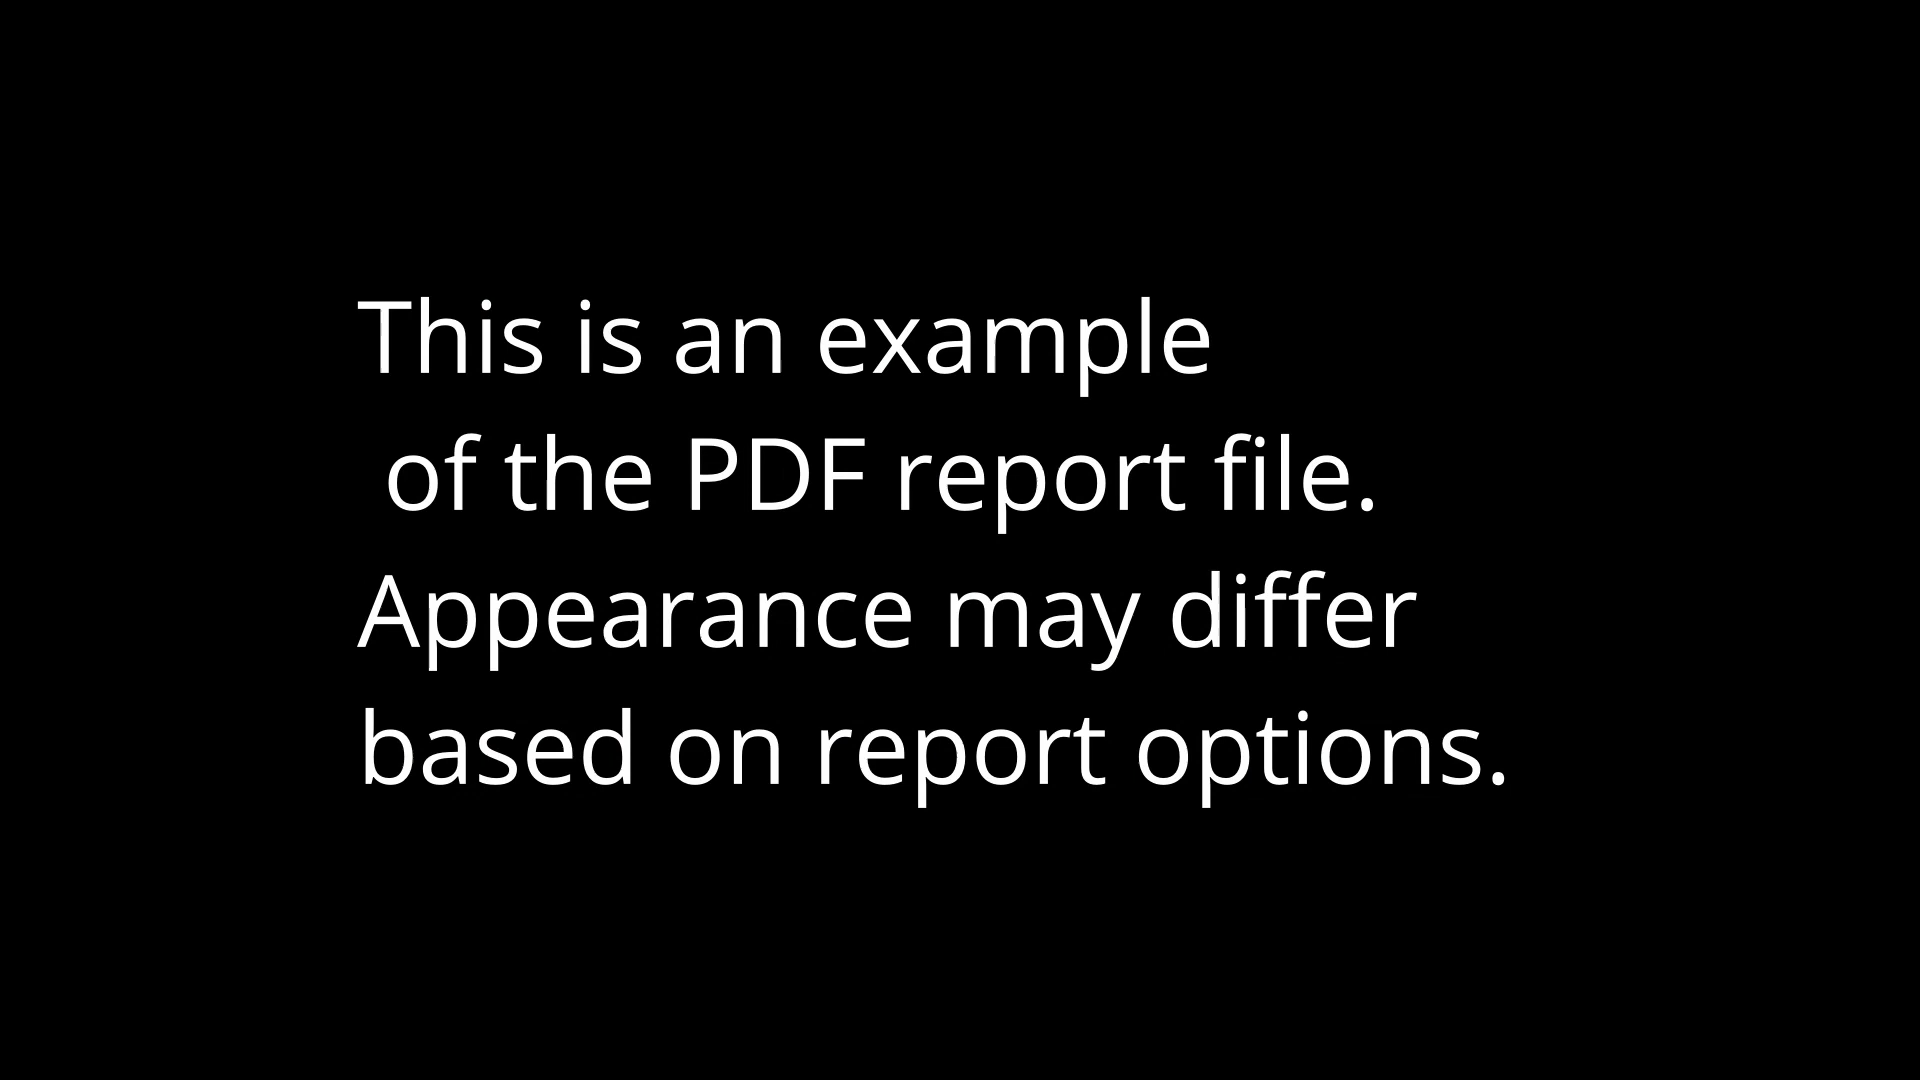 This is an example
of the PDF report file.
Appearance may differ
based on report options.